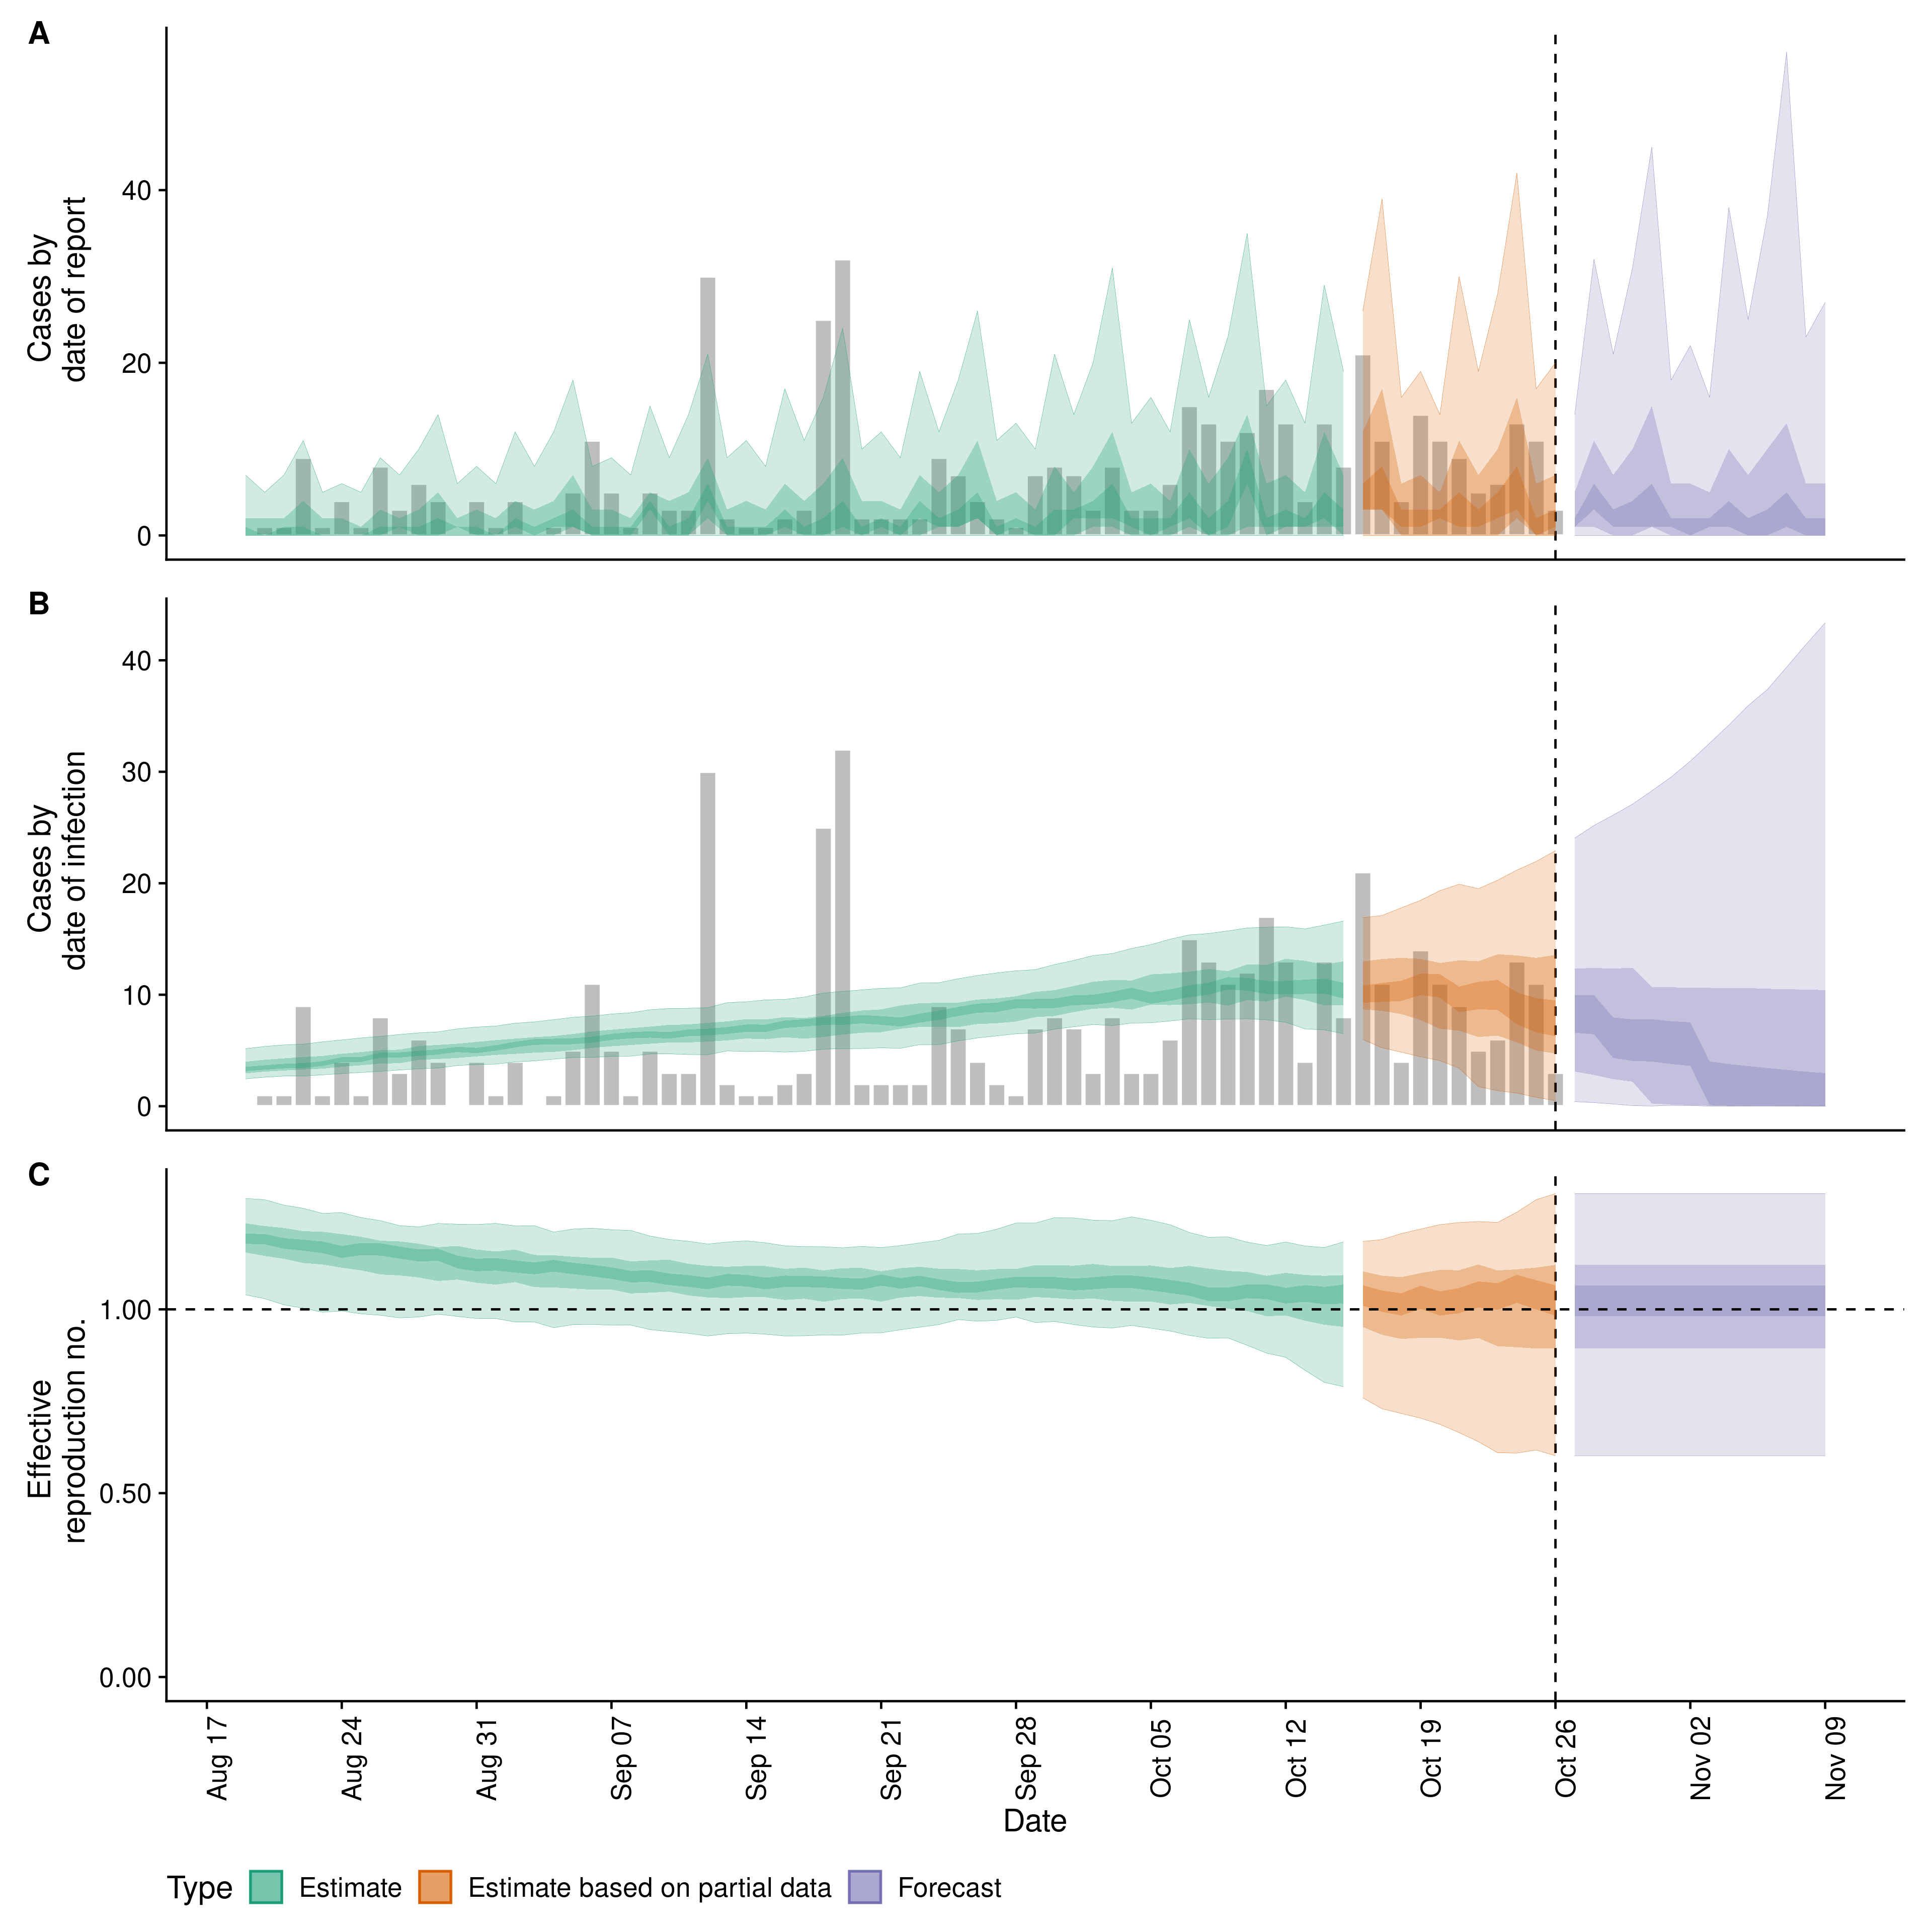 A
Cases by
date of report
40
20
0
B
Cases by
date of infection
40
30
20
10
0
C
Effective
reproduction no.
1.00
0.50
0.00
Aug 17
Aug 24
Aug 31
Sep 07
Sep 14
Sep 21
Sep 28
Oct 05
Oct 12
Oct 19
Oct 26
Nov 02
Nov 09
Date
Type Estimate Estimate based on partial data Forecast